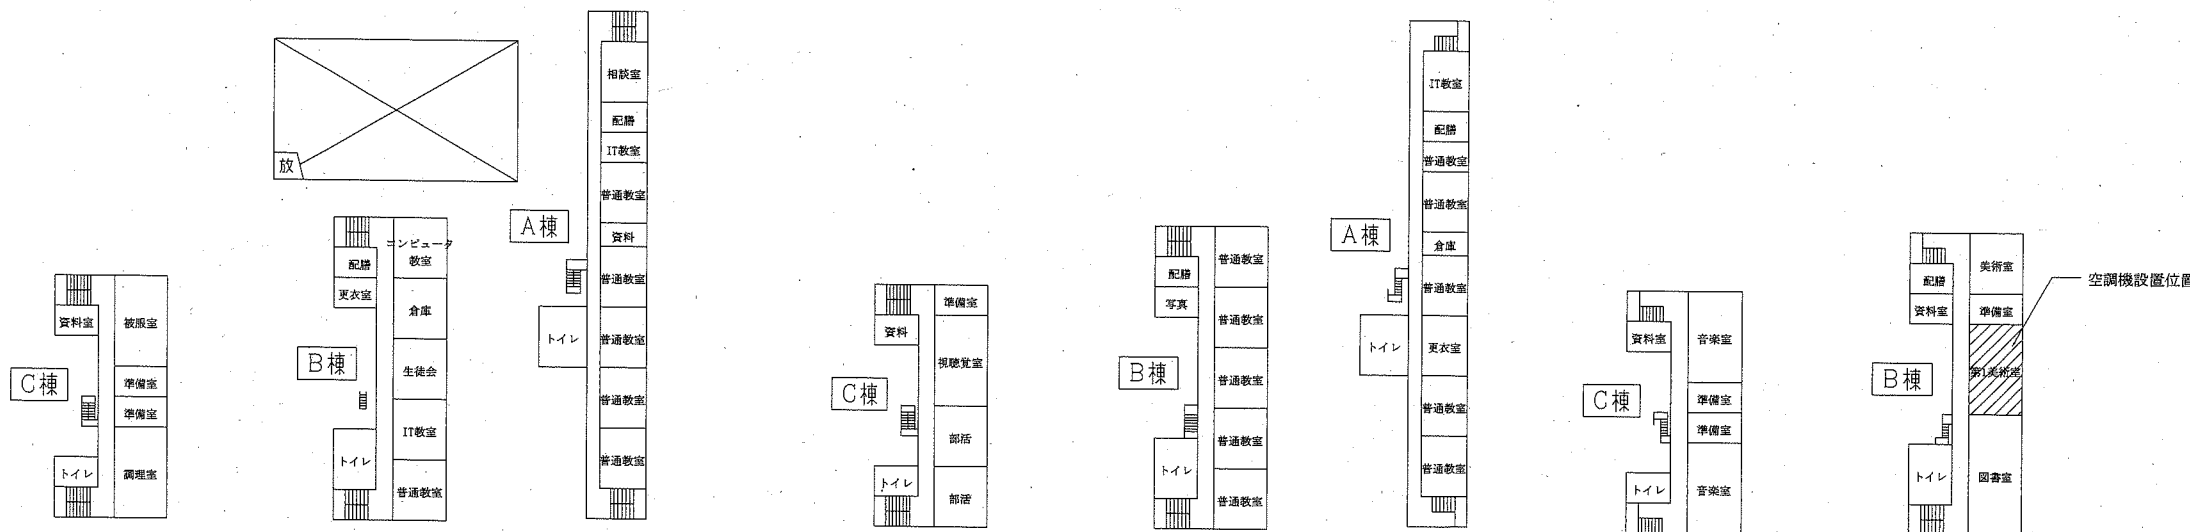 放
A棟
相談室
配膳
IT教室
普通教室
資料
普通教室
トイレ
普通教室
普通教室
普通教室
B棟
コンピュータ
教室
配膳
更衣室
倉庫
生徒会
IT教室
トイレ
普通教室
C棟
資料室
被服室
準備室
準備室
トイレ
調理室
C棟
準備室
資料
視聴覚室
部活
トイレ
部活
B棟
普通教室
配膳
写真
普通教室
普通教室
普通教室
トイレ
普通教室
A棟
IT教室
配膳
普通教室
普通教室
倉庫
普通教室
トイレ
更衣室
普通教室
普通教室
C棟
資料室
音楽室
準備室
準備室
トイレ
音楽室
B棟
美術室
配膳
資料室
準備室
第1美術室
トイレ
図書室
空調機設置位置